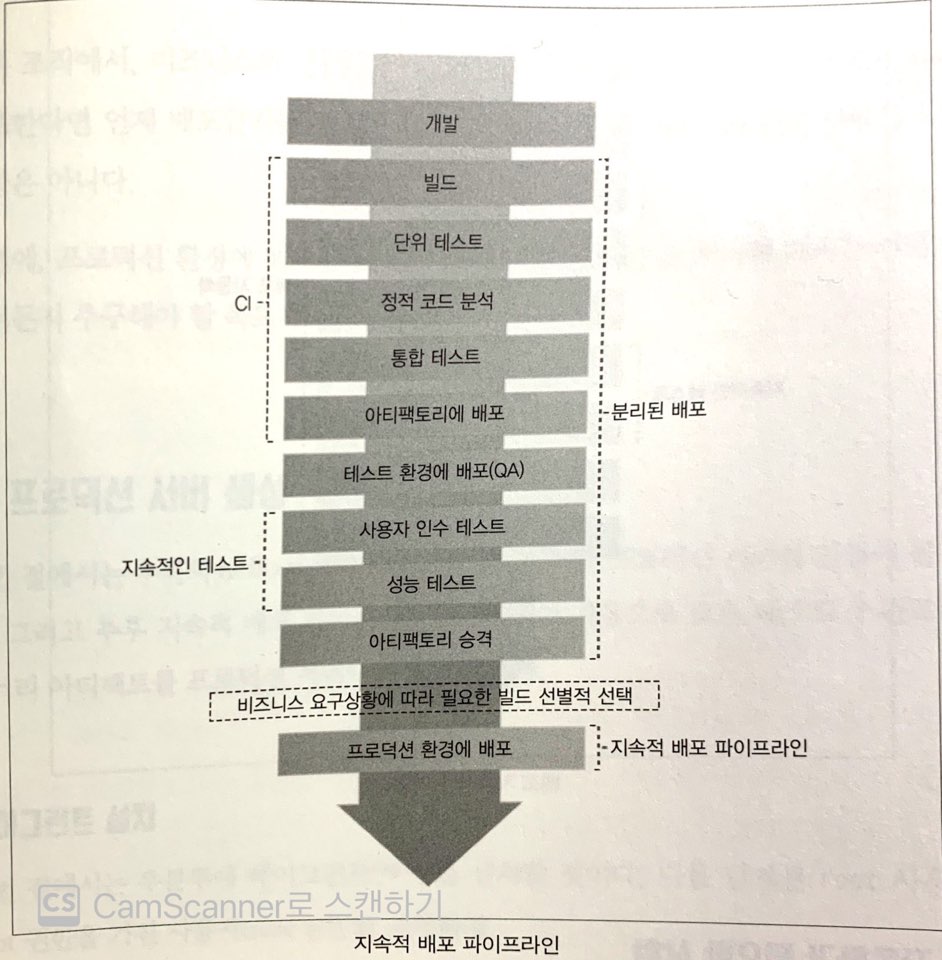 개발
빌드
단위 테스트
정적 코드 분석
CI
통합 테스트
아티팩토리에 배포
분리된 배포
테스트 환경에 배포(QA)
사용자 인수 테스트
지속적인 테스트
성능 테스트
아티팩토리 승격
비즈니스 요구상황에 따라 필요한 빌드 선별적 선택
프로덕션 환경에 배포
지속적 배포 파이프라인
CS CamScanner로 스캔하기
지속적 배포 파이프라인